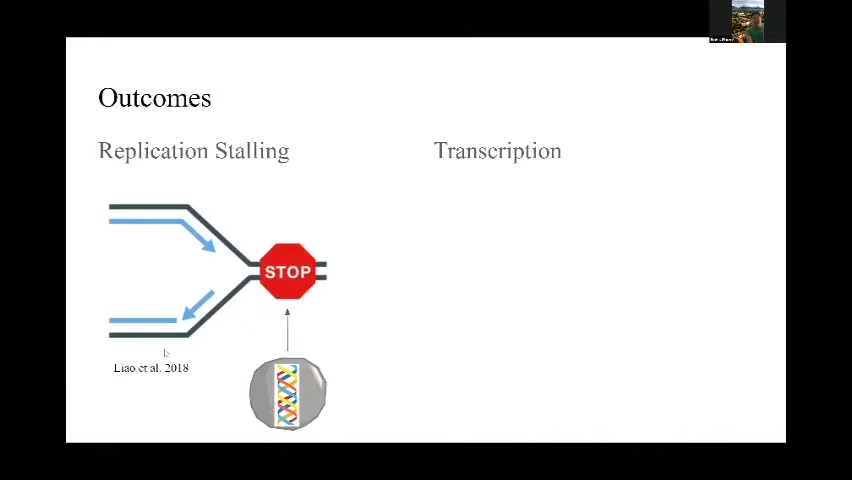 Outcomes
Replication Stalling
Transcription
STOP
Liao et al. 2018